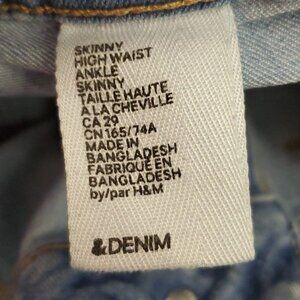 SKINNY
HIGH WAIST
ANKLE
SKINNY
TAILLE HAUTE
A LA CHEVILLE
CA 29
CN 165/74A
MADE IN
BANGLADESH
FABRIQUE EN
BANGLADESH
by/par H&M
&DENIM